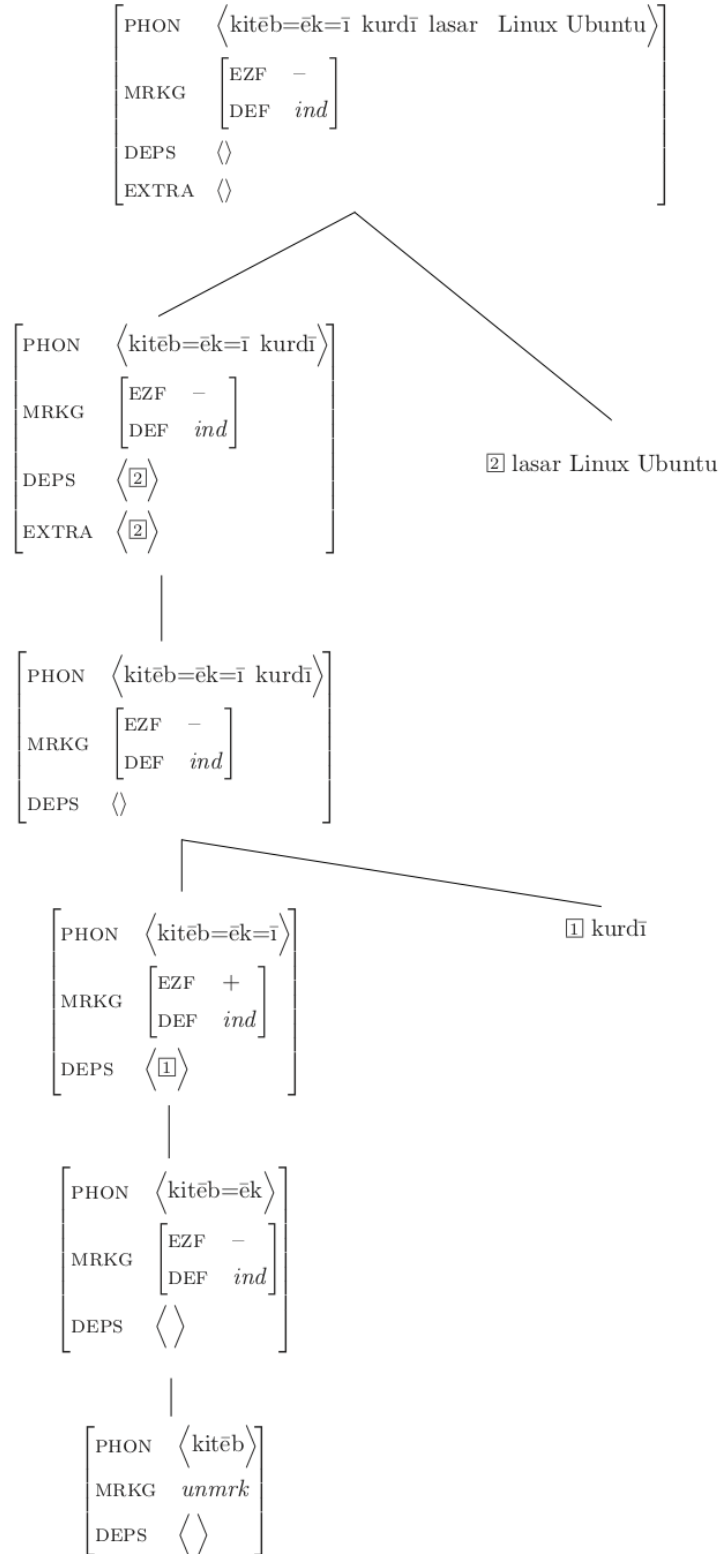 PHON ⟨kitēb=ēk=ī kurdī lasar Linux Ubuntu⟩
MRKG [EZF –
DEF ind]
DEPS ⟨⟩
EXTRA ⟨⟩
PHON ⟨kitēb=ēk=ī kurdī⟩
MRKG [EZF –
DEF ind]
DEPS ⟨2⟩
EXTRA ⟨2⟩
2 lasar Linux Ubuntu
PHON ⟨kitēb=ēk=ī kurdī⟩
MRKG [EZF –
DEF ind]
DEPS ⟨⟩
PHON ⟨kitēb=ēk=ī⟩
MRKG [EZF +
DEF ind]
DEPS ⟨1⟩
1 kurdī
PHON ⟨kitēb=ēk⟩
MRKG [EZF –
DEF ind]
DEPS ⟨ ⟩
PHON ⟨kitēb⟩
MRKG unmrk
DEPS ⟨ ⟩